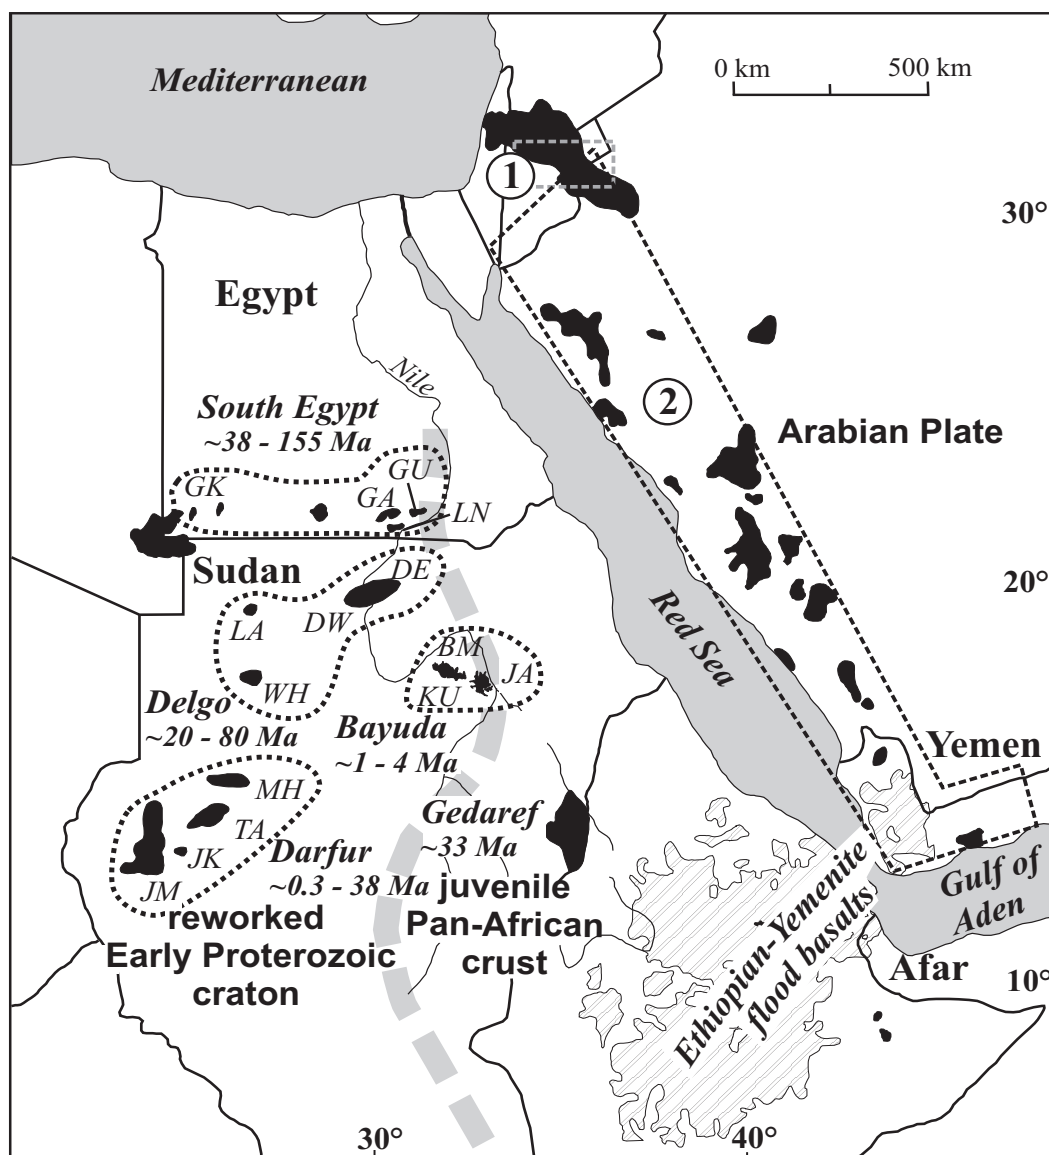 Mediterranean
0 km
500 km
1
30°
Egypt
Nile
2
South Egypt
~38 - 155 Ma
Arabian Plate
GU
GK
GA
LN
Sudan
DE
20°
LA
DW
Red Sea
BM
JA
WH
KU
Delgo
~20 - 80 Ma
Bayuda
~1 - 4 Ma
Yemen
MH
TA
JK
JM
Gedaref
~33 Ma
Darfur
~0.3 - 38 Ma
juvenile
Pan-African
crust
reworked
Early Proterozoic
craton
Gulf of
Aden
Ethiopian-Yemenite
flood basalts
Afar
10°
30°
40°